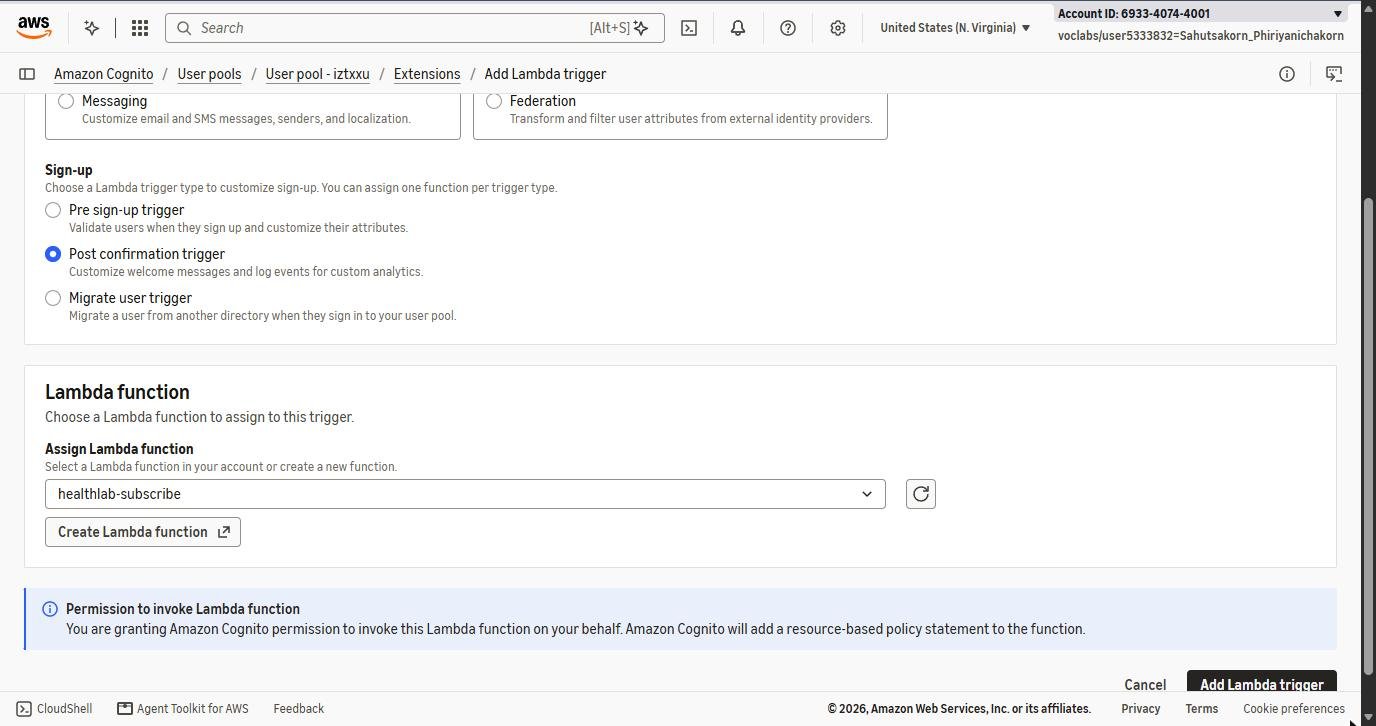 aws
Search
[Alt+S]
United States (N. Virginia)
Account ID: 6933-4074-4001
voclabs/user5333832=Sahutsakorn_Phiriyanichakorn
Amazon Cognito / User pools / User pool - iztxxu / Extensions / Add Lambda trigger
Messaging
Customize email and SMS messages, senders, and localization.
Federation
Transform and filter user attributes from external identity providers.
Sign-up
Choose a Lambda trigger type to customize sign-up. You can assign one function per trigger type.
Pre sign-up trigger
Validate users when they sign up and customize their attributes.
Post confirmation trigger
Customize welcome messages and log events for custom analytics.
Migrate user trigger
Migrate a user from another directory when they sign in to your user pool.
Lambda function
Choose a Lambda function to assign to this trigger.
Assign Lambda function
Select a Lambda function in your account or create a new function.
healthlab-subscribe
Create Lambda function
Permission to invoke Lambda function
You are granting Amazon Cognito permission to invoke this Lambda function on your behalf. Amazon Cognito will add a resource-based policy statement to the function.
Cancel
Add Lambda trigger
CloudShell
Agent Toolkit for AWS
Feedback
© 2026, Amazon Web Services, Inc. or its affiliates.
Privacy
Terms
Cookie preferences